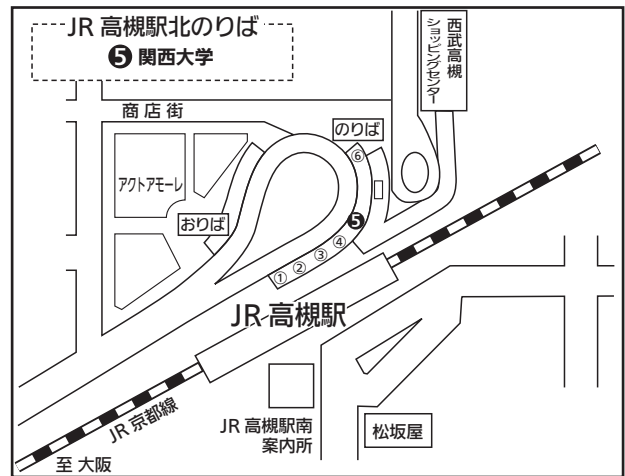 JR 高槻駅北のりば
❺ 関西大学
西武高槻
ショッピングセンター
商店街
のりば
⑥
アクトアモーレ
おりば
❺
④
③
②
①
JR 高槻駅
JR 京都線
JR 高槻駅南
案内所
松坂屋
至 大阪